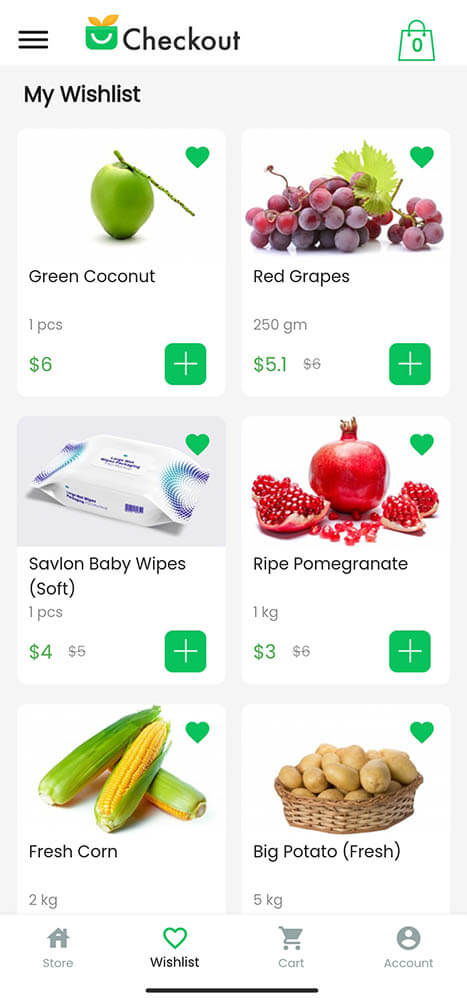 Checkout
0
My Wishlist
Green Coconut
1 pcs
$6
Red Grapes
250 gm
$5.1 $6
Savlon Baby Wipes
(Soft)
1 pcs
$4 $5
Ripe Pomegranate
1 kg
$3 $6
Fresh Corn
2 kg
Big Potato (Fresh)
5 kg
Store
Wishlist
Cart
Account